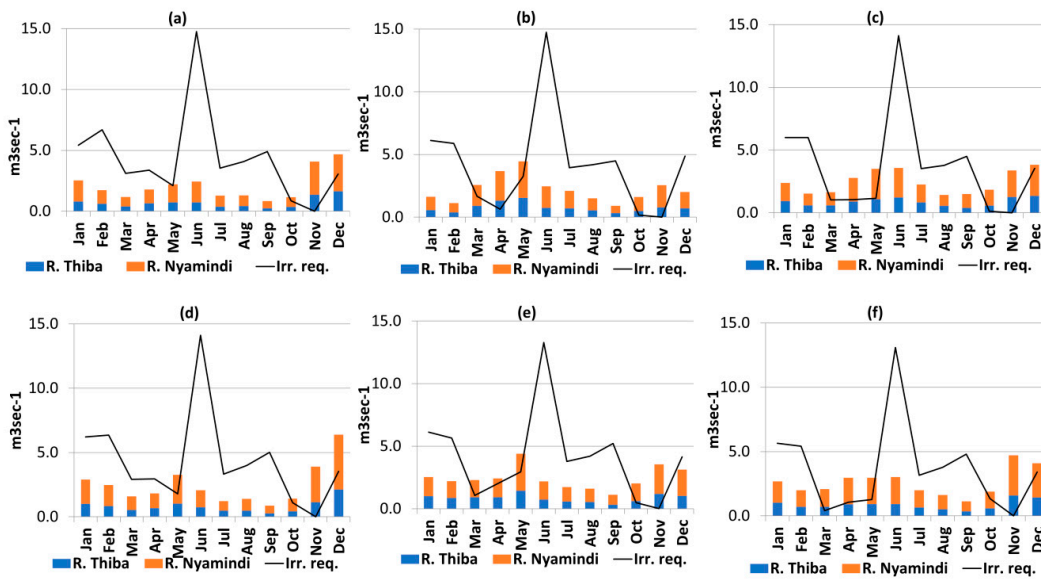 (a)
15.0
10.0
5.0
0.0
m3sec-1
Jan Feb Mar Apr May Jun Jul Aug Sep Oct Nov Dec
R. Thiba R. Nyamindi Irr. req.
(b)
15.0
10.0
5.0
0.0
m3sec-1
Jan Feb Mar Apr May Jun Jul Aug Sep Oct Nov Dec
R. Thiba R. Nyamindi Irr. req.
(c)
15.0
10.0
5.0
0.0
m3sec-1
Jan Feb Mar Apr May Jun Jul Aug Sep Oct Nov Dec
R. Thiba R. Nyamindi Irr. req.
(d)
15.0
10.0
5.0
0.0
m3sec-1
Jan Feb Mar Apr May Jun Jul Aug Sep Oct Nov Dec
R. Thiba R. Nyamindi Irr. req.
(e)
15.0
10.0
5.0
0.0
m3sec-1
Jan Feb Mar Apr May Jun Jul Aug Sep Oct Nov Dec
R. Thiba R. Nyamindi Irr. req.
(f)
15.0
10.0
5.0
0.0
m3sec-1
Jan Feb Mar Apr May Jun Jul Aug Sep Oct Nov Dec
R. Thiba R. Nyamindi Irr. req.